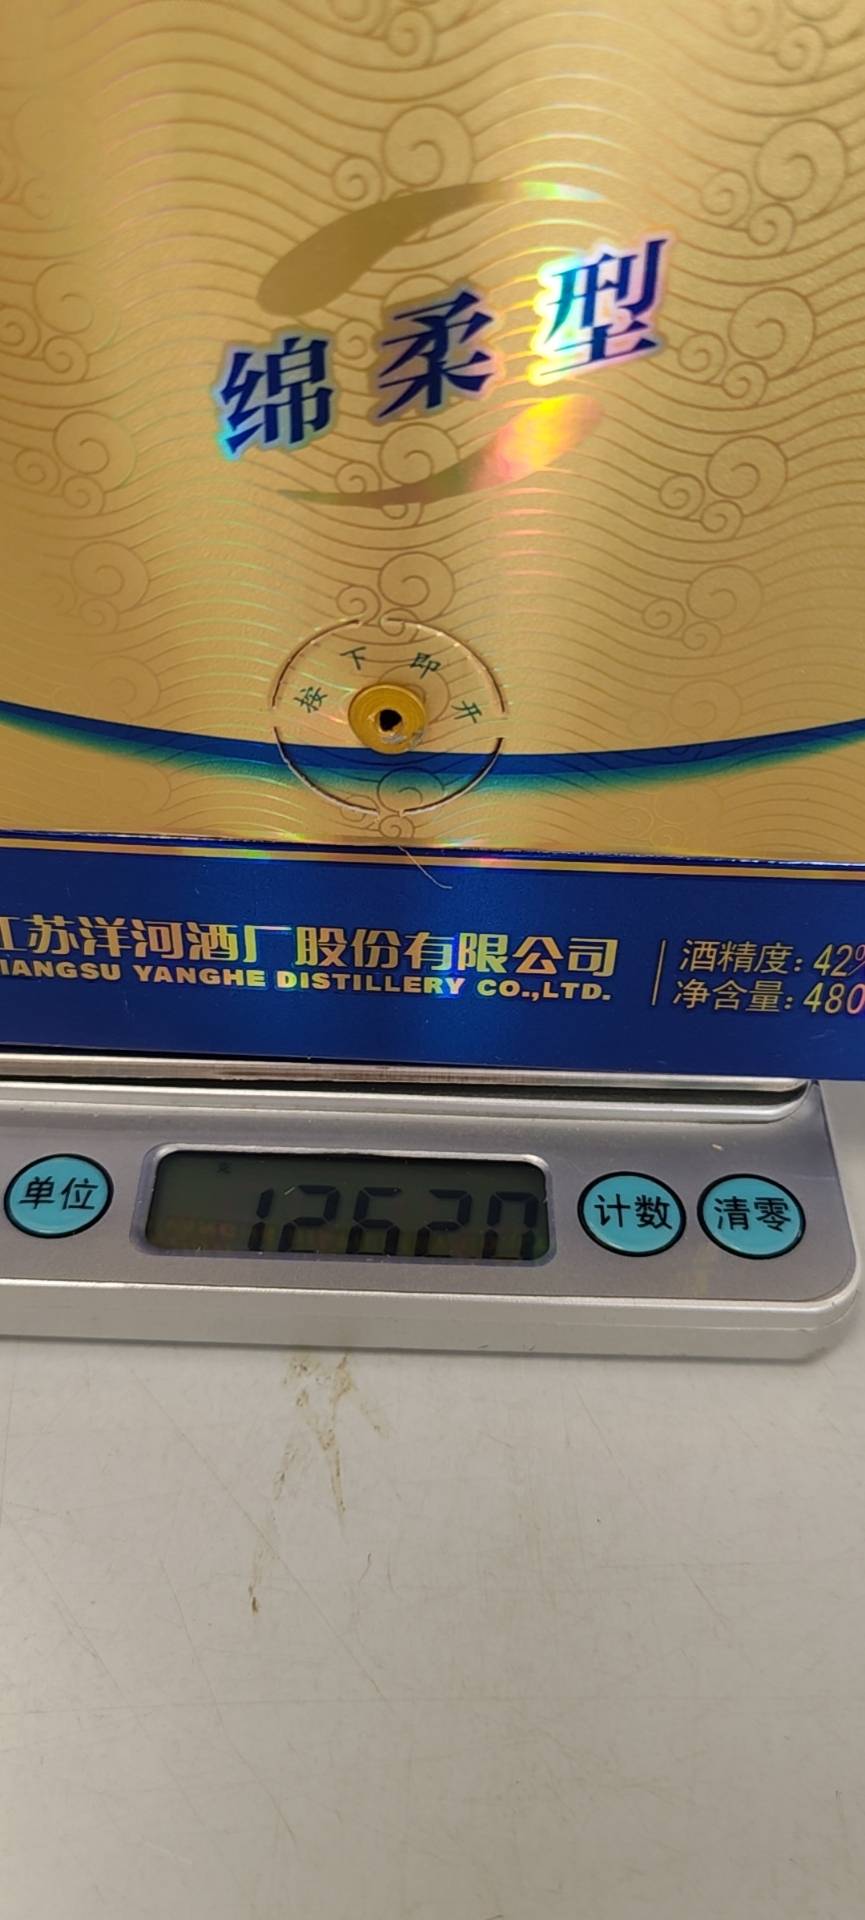 绵柔型
按下即开
江苏洋河酒厂股份有限公司
JIANGSU YANGHE DISTILLERY CO.,LTD.
酒精度: 42%
净含量: 480
单位
12620
计数
清零